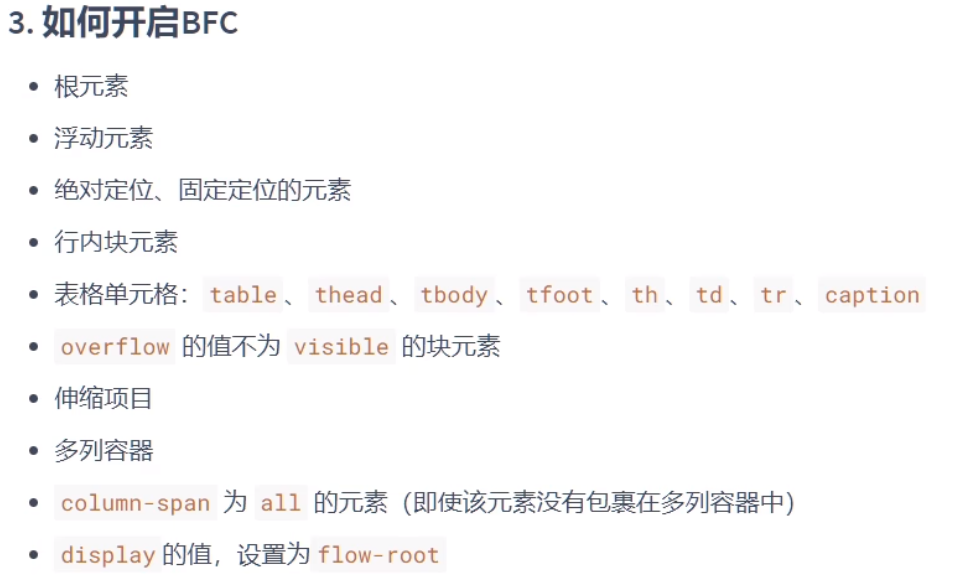 3. 如何开启BFC
• 根元素
• 浮动元素
• 绝对定位、固定定位的元素
• 行内块元素
• 表格单元格：table、thead、tbody、tfoot、th、td、tr、caption
• overflow 的值不为 visible 的块元素
• 伸缩项目
• 多列容器
• column-span 为 all 的元素（即使该元素没有包裹在多列容器中）
• display 的值，设置为 flow-root